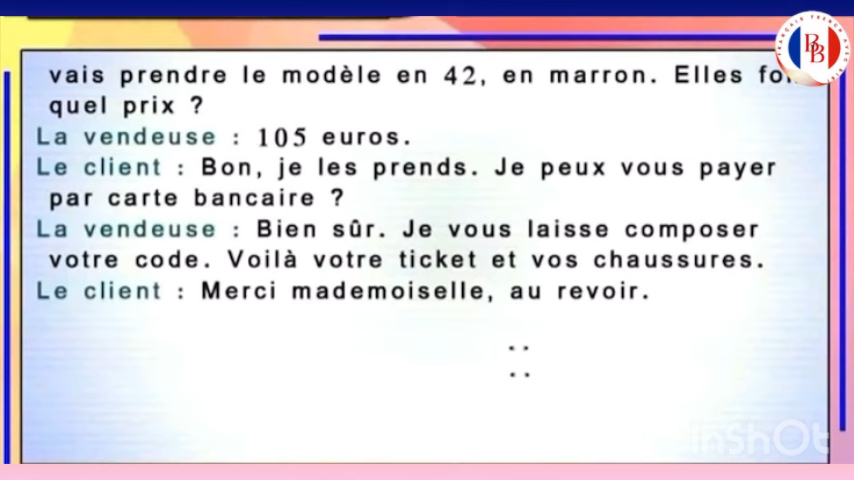 vais prendre le modèle en 42, en marron. Elles
quel prix ?
La vendeuse : 105 euros.
Le client : Bon, je les prends. Je peux vous payer
par carte bancaire ?
La vendeuse : Bien sûr. Je vous laisse composer
votre code. Voilà votre ticket et vos chaussures.
Le client : Merci mademoiselle, au revoir.
InShOt